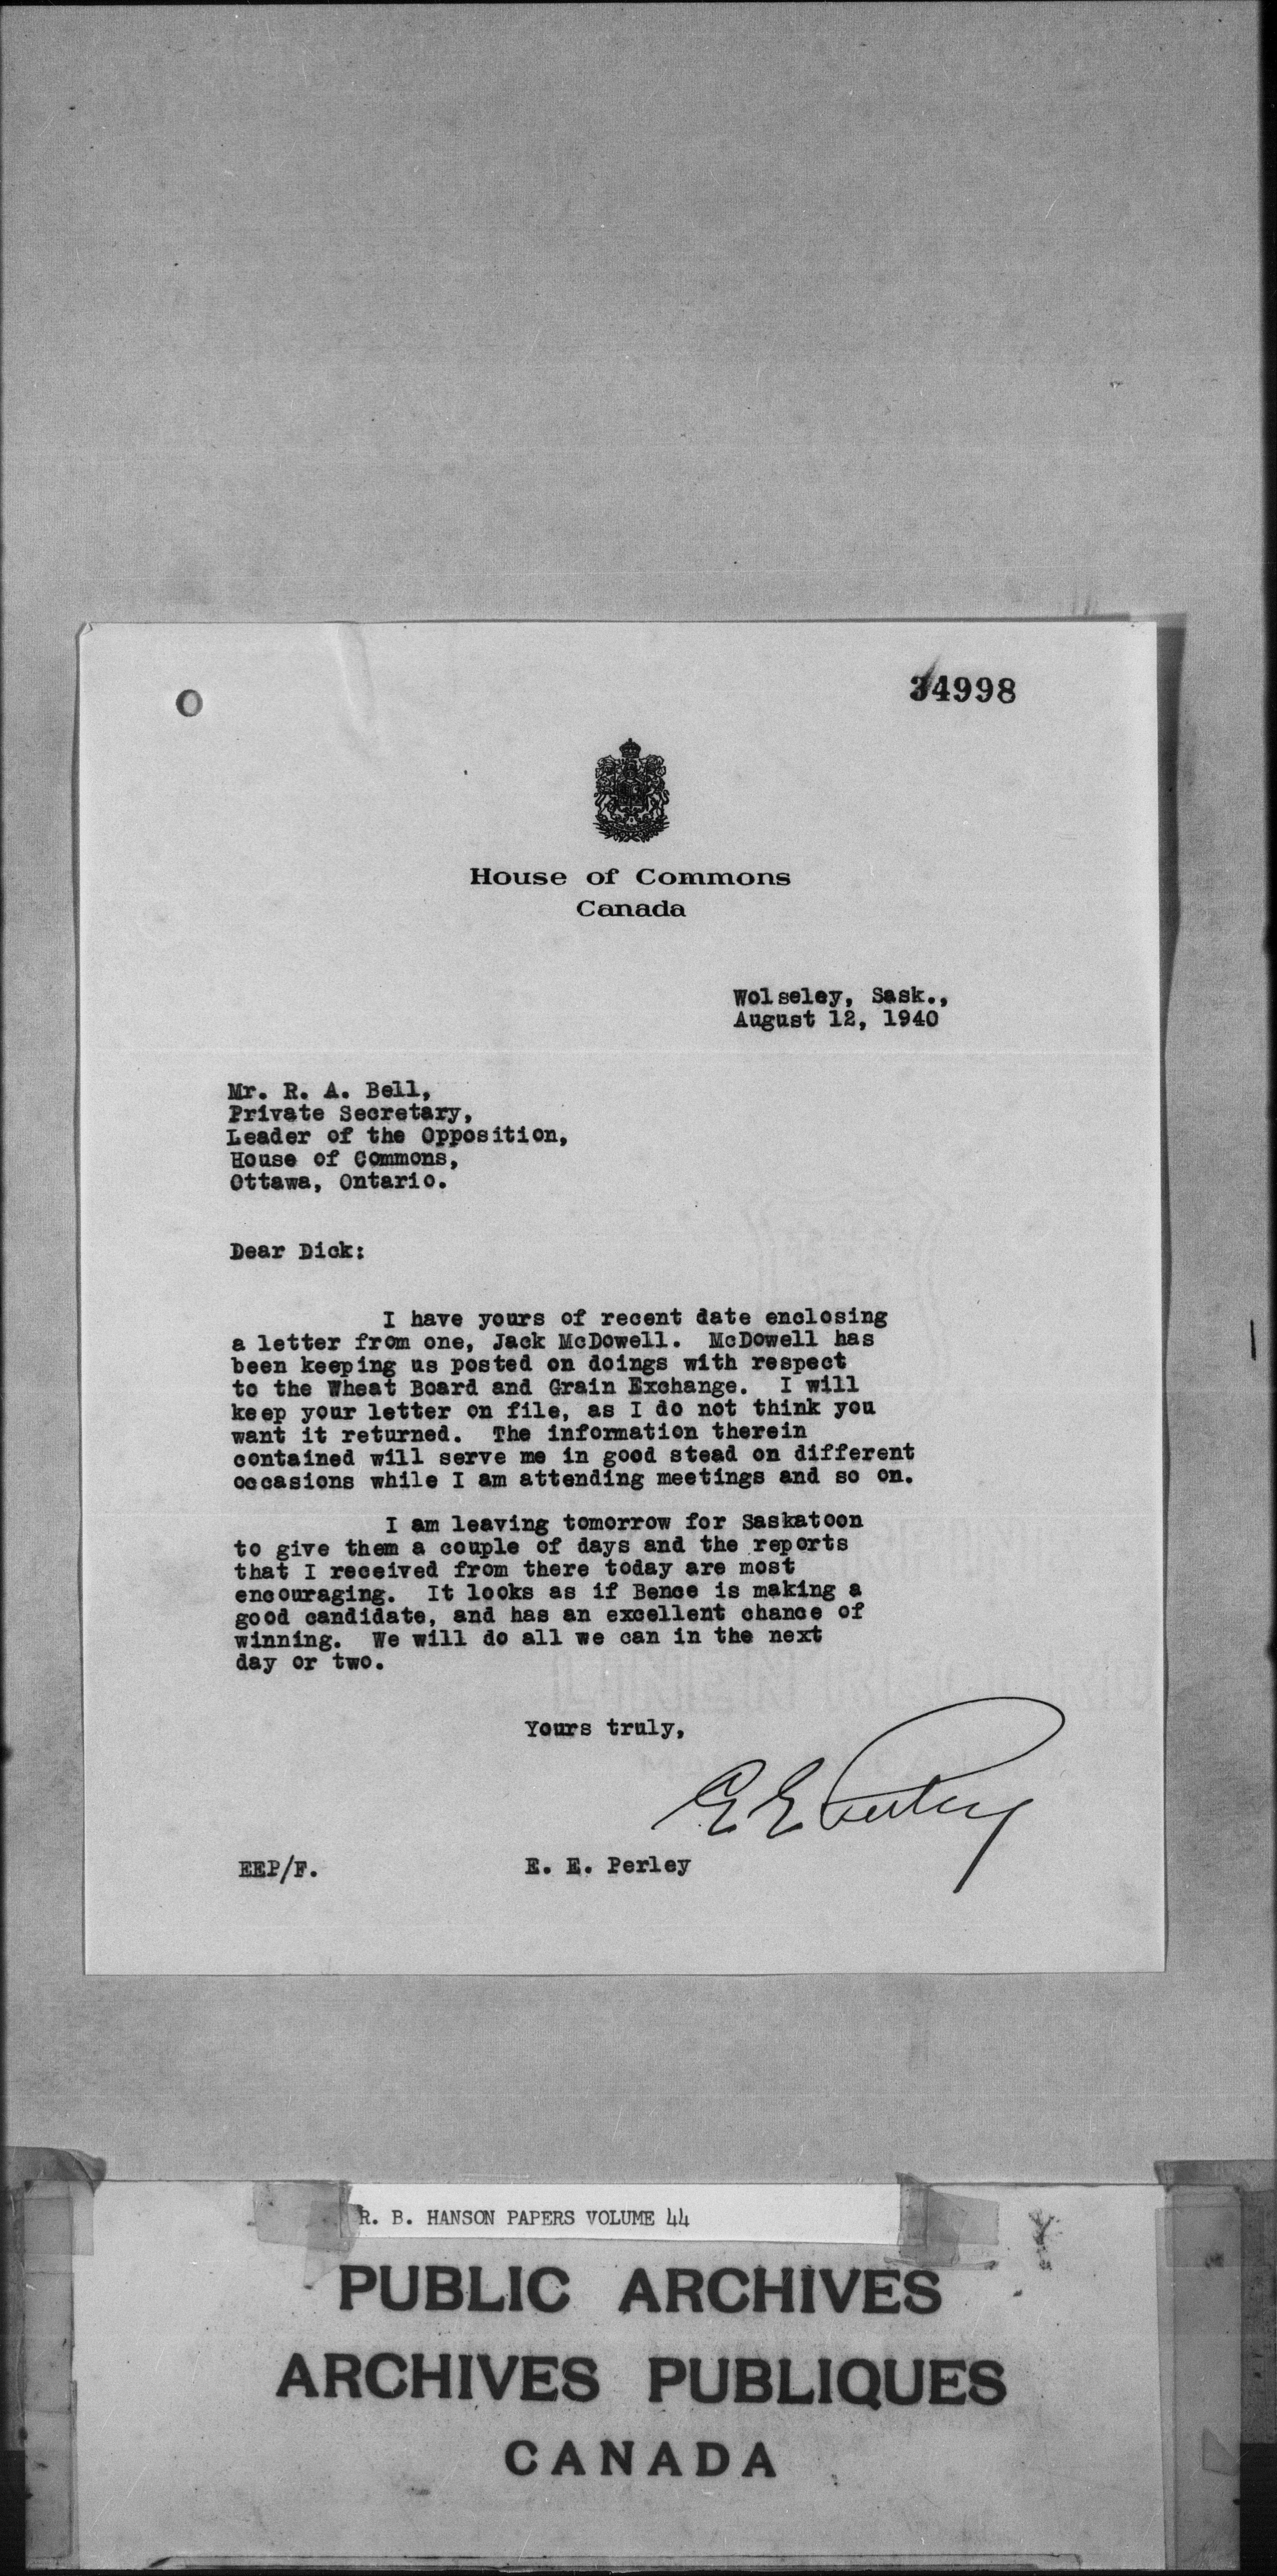 34998
House of Commons
Canada
Wolseley, Sask.,
August 12, 1940
Mr. R. A. Bell,
Private Secretary,
Leader of the Opposition,
House of Commons,
Ottawa, Ontario.
Dear Dick:
I have yours of recent date enclosing
a letter from one, Jack McDowell. McDowell has
been keeping us posted on doings with respect
to the Wheat Board and Grain Exchange. I will
keep your letter on file, as I do not think you
want it returned. The information therein
contained will serve me in good stead on different
occasions while I am attending meetings and so on.
I am leaving tomorrow for Saskatoon
to give them a couple of days and the reports
that I received from there today are most
encouraging. It looks as if Bence is making a
good candidate, and has an excellent chance of
winning. We will do all we can in the next
day or two.
Yours truly,
E E Perley
EEP/F. E. E. Perley
R. B. HANSON PAPERS VOLUME 44
PUBLIC ARCHIVES
ARCHIVES PUBLIQUES
CANADA